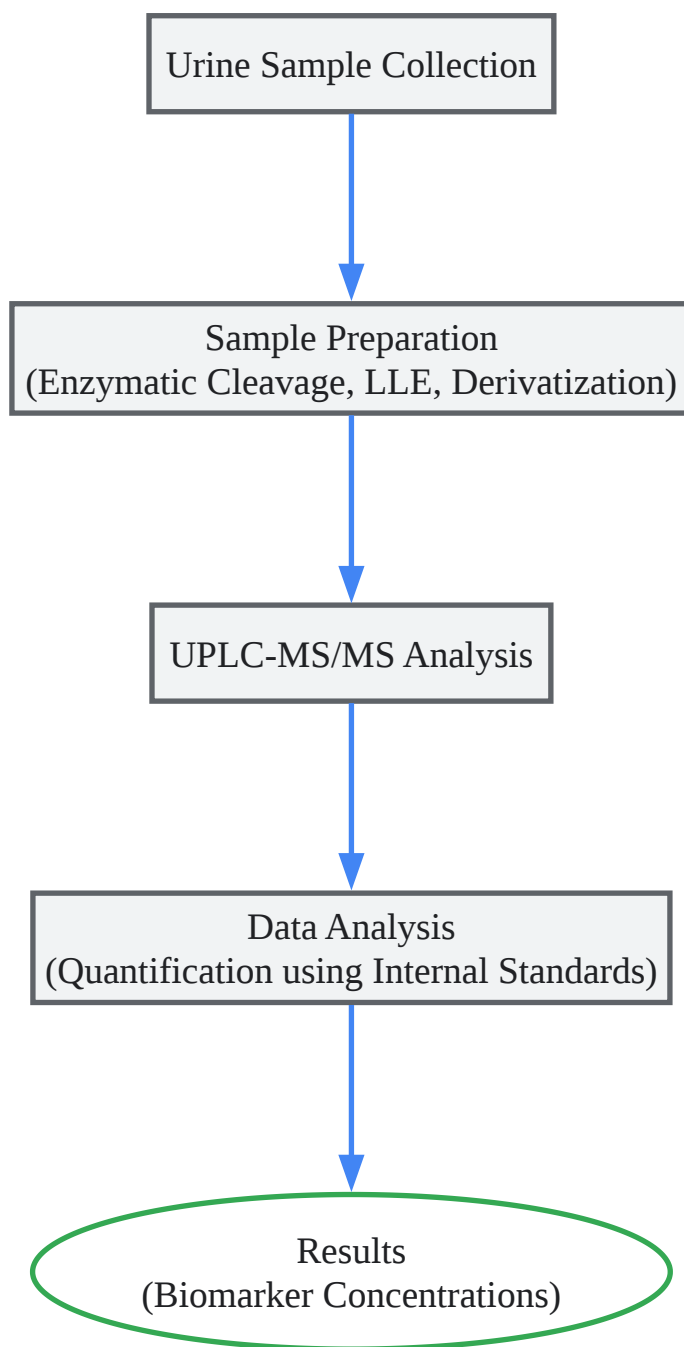 Urine Sample Collection
Sample Preparation
(Enzymatic Cleavage, LLE, Derivatization)
UPLC-MS/MS Analysis
Data Analysis
(Quantification using Internal Standards)
Results
(Biomarker Concentrations)